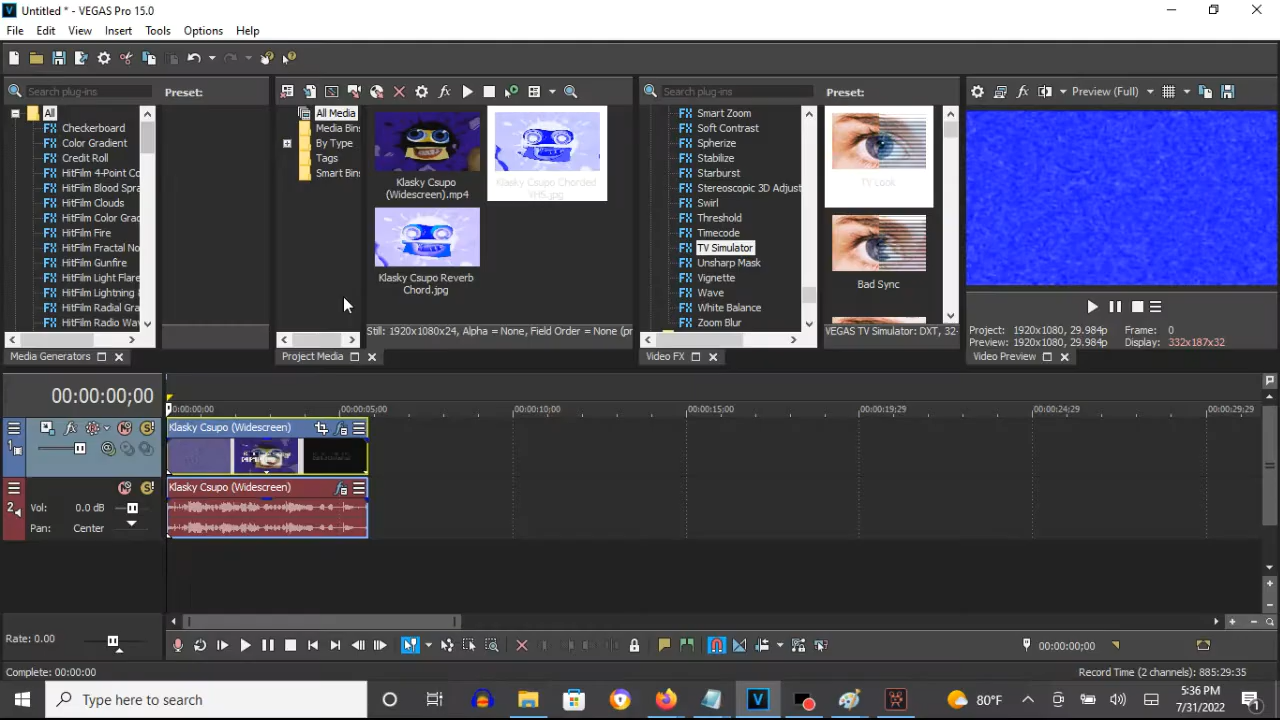 Untitled * - VEGAS Pro 15.0
File Edit View Insert Tools Options Help
Search plug-ins
Preset:
All
Checkerboard
Color Gradient
Credit Roll
HitFilm 4-Point Co
HitFilm Blood Spra
HitFilm Clouds
HitFilm Color Grad
HitFilm Fire
HitFilm Fractal No
HitFilm Gunfire
HitFilm Light Flare
HitFilm Lightning
HitFilm Radial Gra
HitFilm Radio Wav
Media Generators
All Media
Media Bins
By Type
Tags
Smart Bins
Klasky Csupo
(Widescreen).mp4
Klasky Csupo Chorded
Klasky Csupo Reverb
Chord.jpg
Still: 1920x1080x24, Alpha = None, Field Order = None (pr
Project Media
Search plug-ins
Smart Zoom
Soft Contrast
Spherize
Stabilize
Starburst
Stereoscopic 3D Adjust
Swirl
Threshold
Timecode
TV Simulator
Unsharp Mask
Vignette
Wave
White Balance
Zoom Blur
Video FX
Preset:
TV Look
Bad Sync
VEGAS TV Simulator: DXT, 32-
Preview (Full)
Project: 1920x1080, 29.984p Frame: 0
Preview: 1920x1080, 29.984p Display: 332x187x32
Video Preview
00:00:00;00
00:00:00;00 00:00:05;00 00:00:10;00 00:00:15;00 00:00:19;29 00:00:24;29 00:00:29;29
1
Klasky Csupo (Widescreen)
2
Klasky Csupo (Widescreen)
Vol: 0.0 dB
Pan: Center
Rate: 0.00
00:00:00;00
Complete: 00:00:00
Record Time (2 channels): 885:29:35
Type here to search
80°F
5:36 PM
7/31/2022
1